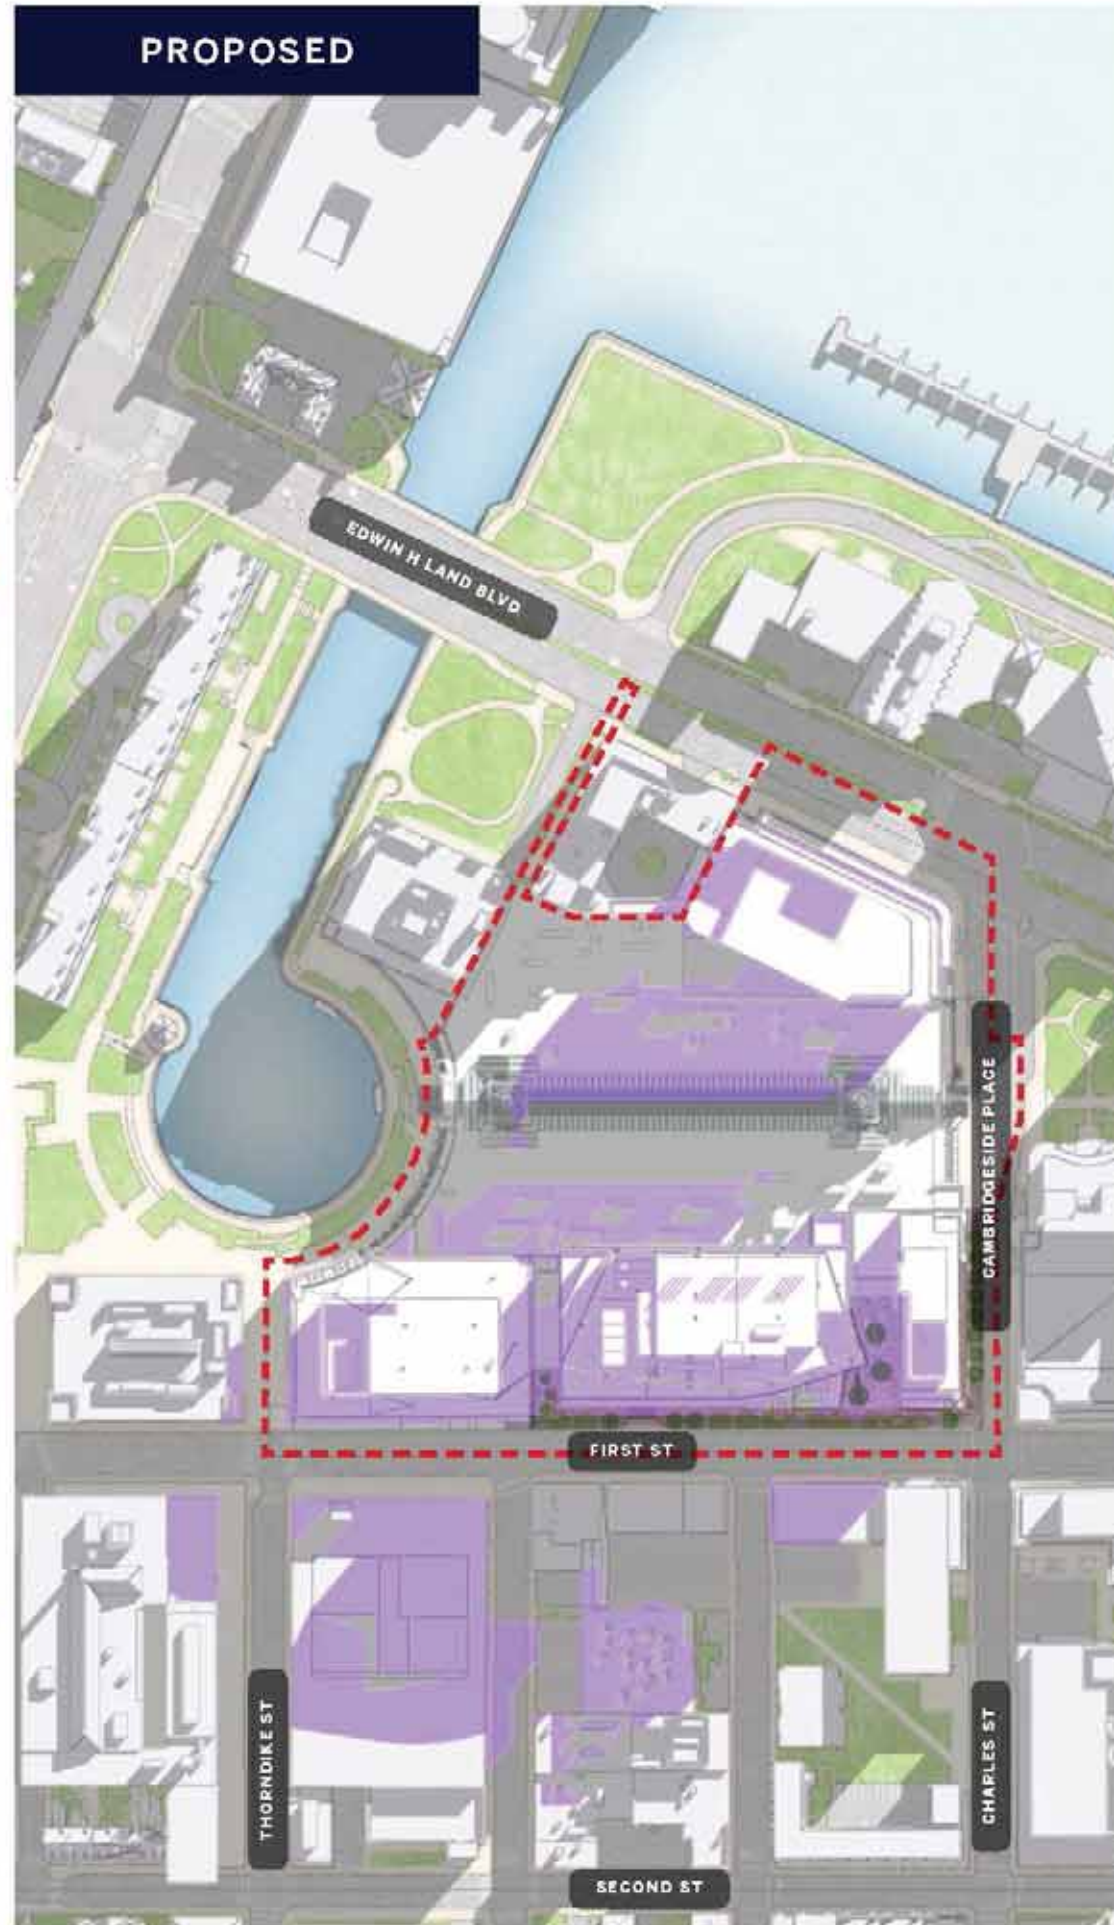 PROPOSED
EDWIN H LAND BLVD
CAMBRIDGESIDE PLACE
FIRST ST
THORNDIKE ST
CHARLES ST
SECOND ST